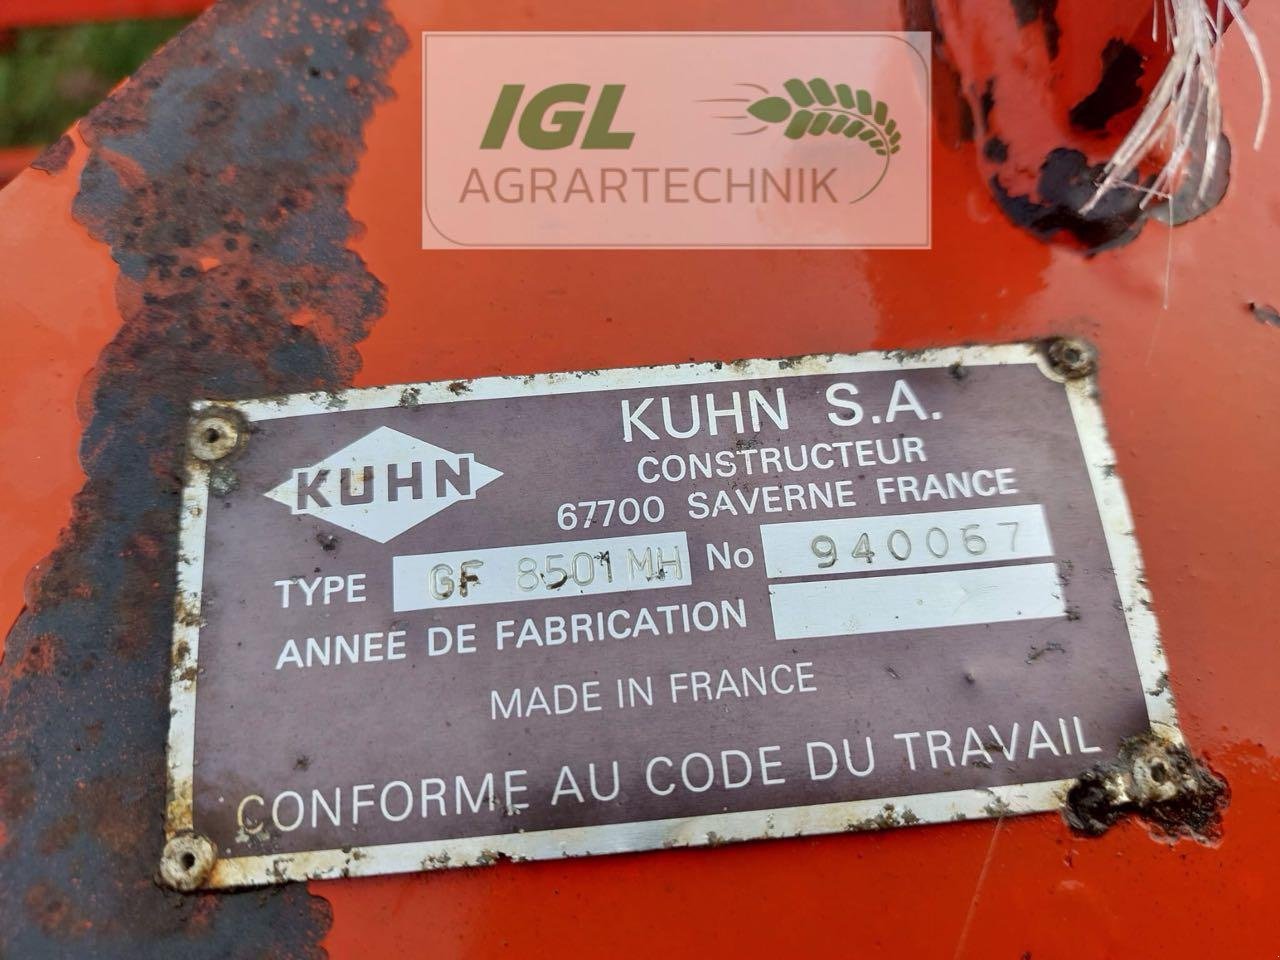 IGL
AGRARTECHNIK
KUHN
KUHN S.A.
CONSTRUCTEUR
67700 SAVERNE FRANCE
TYPE GF 8501 MH No 940067
ANNEE DE FABRICATION
MADE IN FRANCE
CONFORME AU CODE DU TRAVAIL